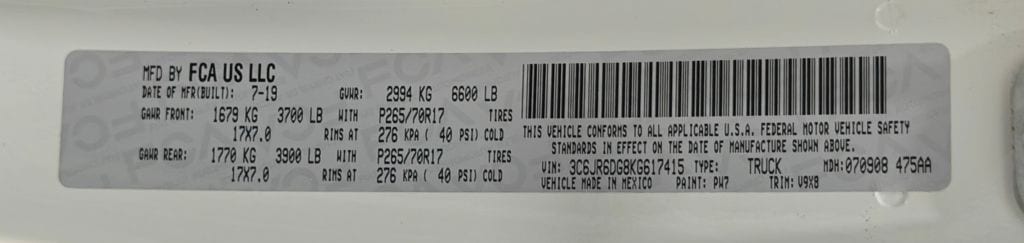 MFD BY FCA US LLC
DATE OF MFR(BUILT): 7-19 GVWR: 2994 KG 6600 LB
GAWR FRONT: 1679 KG 3700 LB WITH P265/70R17 TIRES
17X7.0 RIMS AT 276 KPA ( 40 PSI) COLD
GAWR REAR: 1770 KG 3900 LB WITH P265/70R17 TIRES
17X7.0 RIMS AT 276 KPA ( 40 PSI) COLD
THIS VEHICLE CONFORMS TO ALL APPLICABLE U.S.A. FEDERAL MOTOR VEHICLE SAFETY
STANDARDS IN EFFECT ON THE DATE OF MANUFACTURE SHOWN ABOVE.
VIN: 3C6JR6DG8KG617415 TYPE: TRUCK MDH: 070908 475AA
VEHICLE MADE IN MEXICO PAINT: PW7 TRIM: V9X8